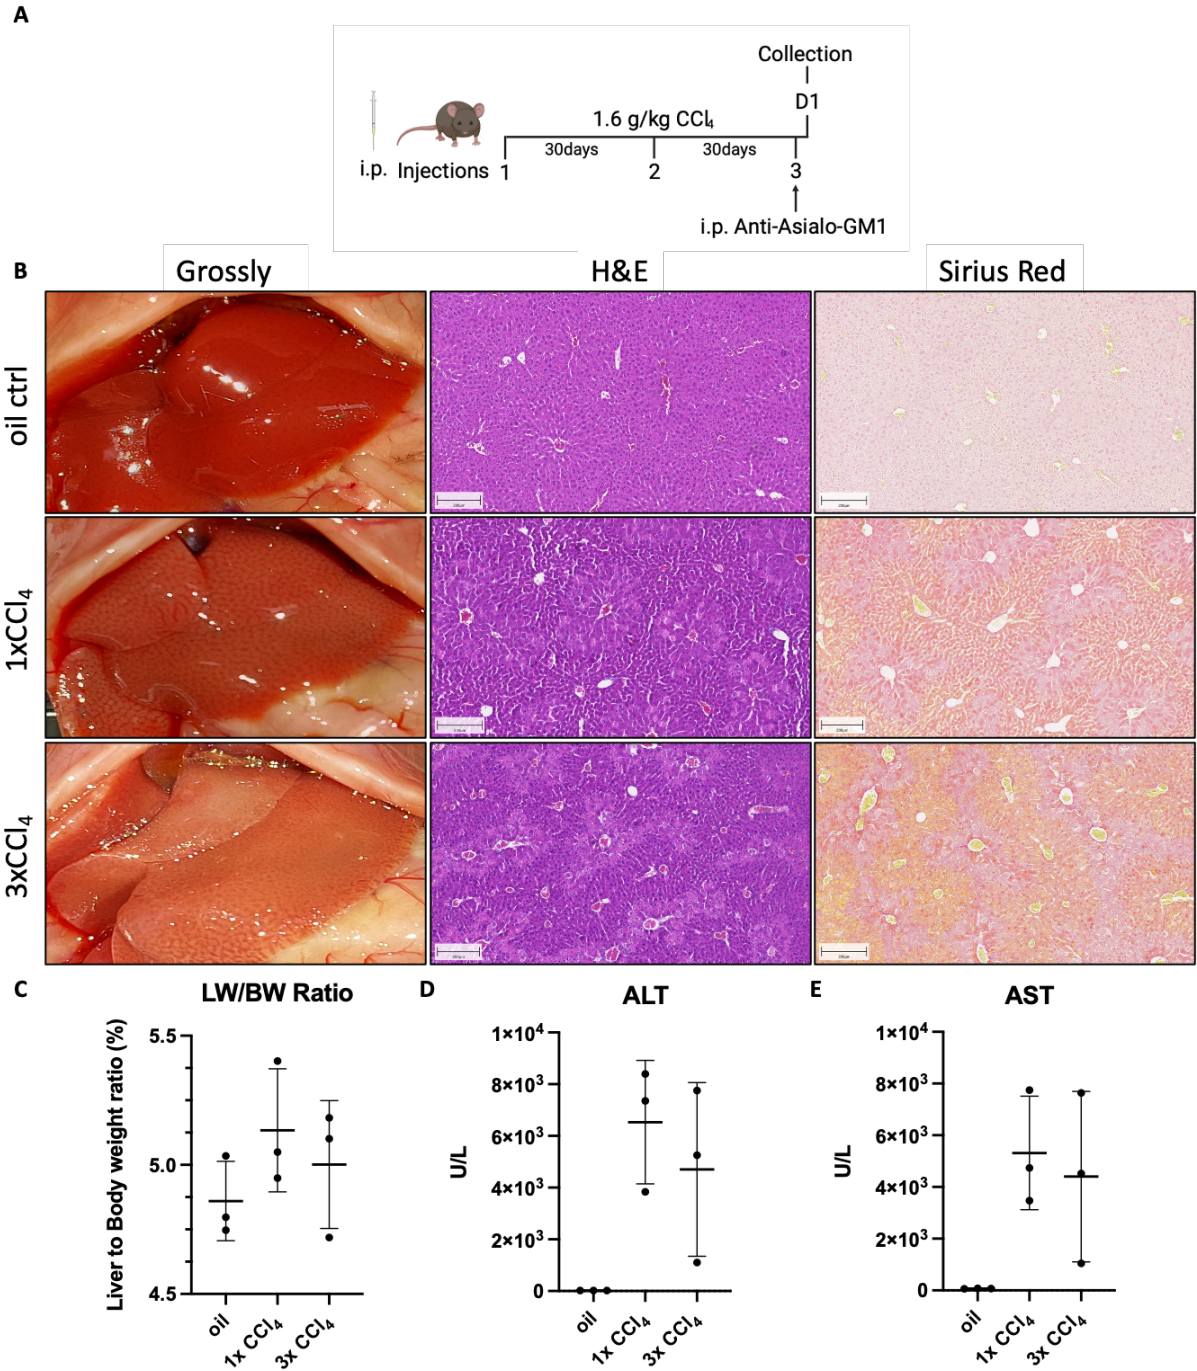 A
Collection
D1
1.6 g/kg CCl₄
30days 30days
i.p. Injections 1 2 3
i.p. Anti-Asialo-GM1
B Grossly H&E Sirius Red
oil ctrl
1xCCl₄
3xCCl₄
C LW/BW Ratio
Liver to Body weight ratio (%)
5.5
5.0
4.5
oil 1x CCl₄ 3x CCl₄
D ALT
U/L
1×10⁴
8×10³
6×10³
4×10³
2×10³
0
oil 1x CCl₄ 3x CCl₄
E AST
U/L
1×10⁴
8×10³
6×10³
4×10³
2×10³
0
oil 1x CCl₄ 3x CCl₄